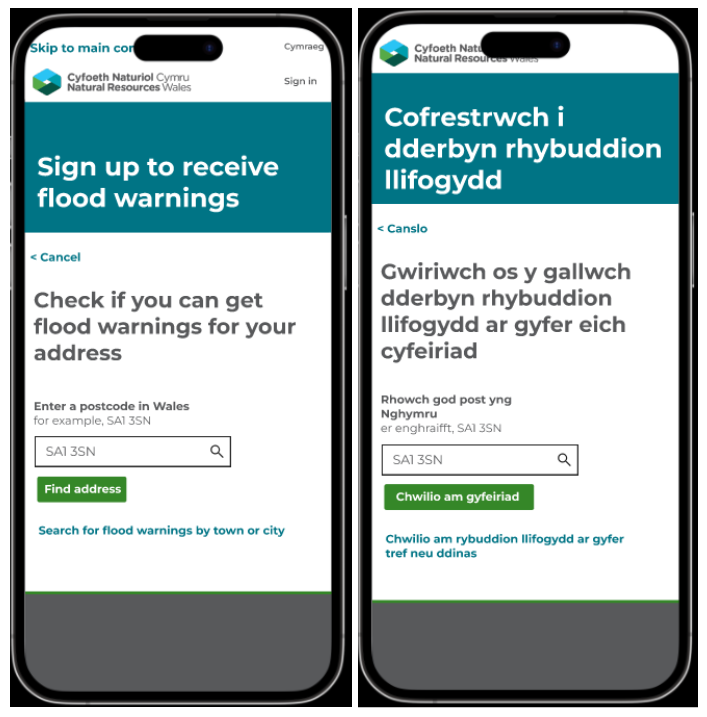 Skip to main con
Cymraeg
Cyfoeth Naturiol Cymru
Natural Resources Wales
Sign in
Sign up to receive
flood warnings
< Cancel
Check if you can get
flood warnings for your
address
Enter a postcode in Wales
for example, SA1 3SN
SA1 3SN
Find address
Search for flood warnings by town or city
Cyfoeth Natu
Natural Resources Wales
Cofrestrwch i
dderbyn rhybuddion
llifogydd
< Canslo
Gwiriwch os y gallwch
dderbyn rhybuddion
llifogydd ar gyfer eich
cyfeiriad
Rhowch god post yng
Nghymru
er enghraifft, SA1 3SN
SA1 3SN
Chwilio am gyfeiriad
Chwilio am rybuddion llifogydd ar gyfer
tref neu ddinas